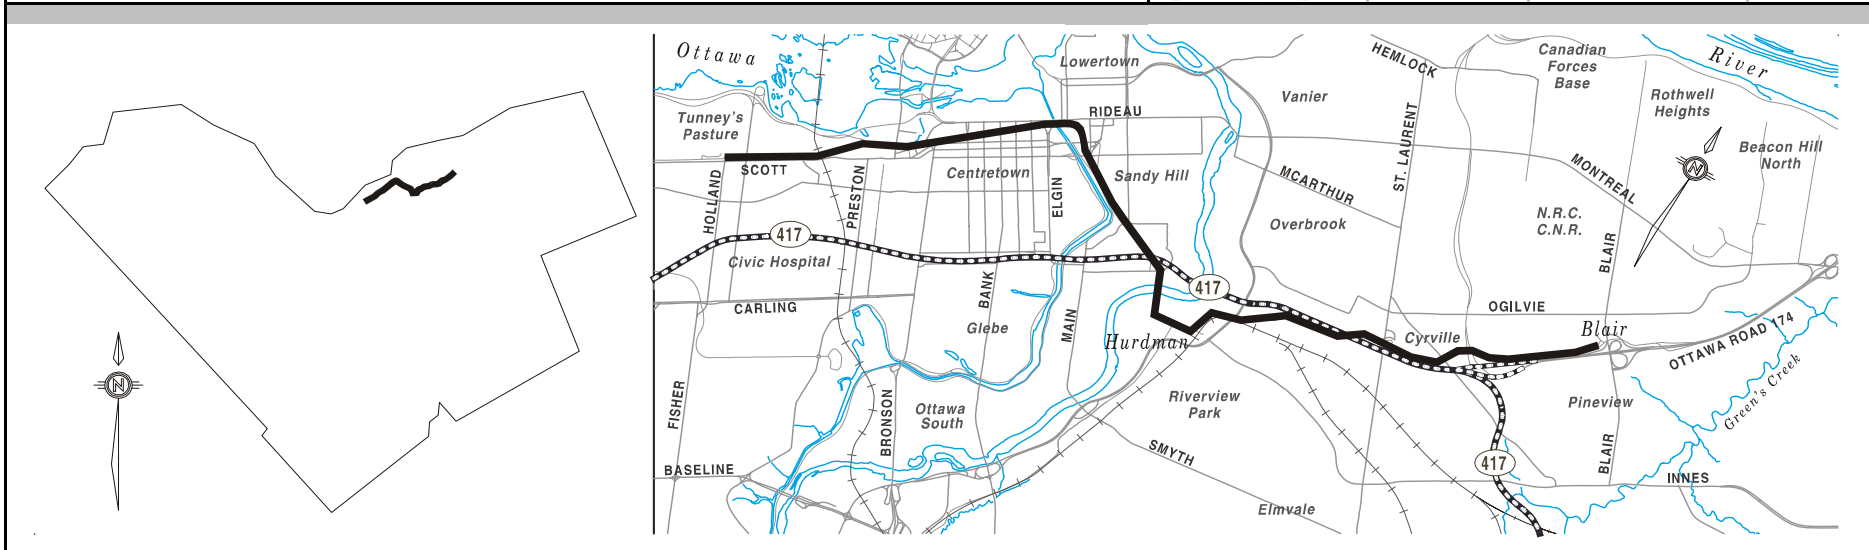 Ottawa
River
Lowertown
HEMLOCK
Canadian
Forces
Base
Rothwell
Heights
Vanier
RIDEAU
Tunney's
Pasture
ST. LAURENT
Beacon Hill
North
N
SCOTT
Centretown
Sandy Hill
MCARTHUR
MONTREAL
HOLLAND
PRESTON
ELGIN
Overbrook
N.R.C.
C.N.R.
417
Civic Hospital
BLAIR
CARLING
BANK
417
OGILVIE
Glebe
MAIN
Hurdman
Cyrville
Blair
OTTAWA ROAD 174
N
FISHER
BRONSON
Ottawa
South
Riverview
Park
Pineview
Green's Creek
BASELINE
SMYTH
417
BLAIR
INNES
Elmvale